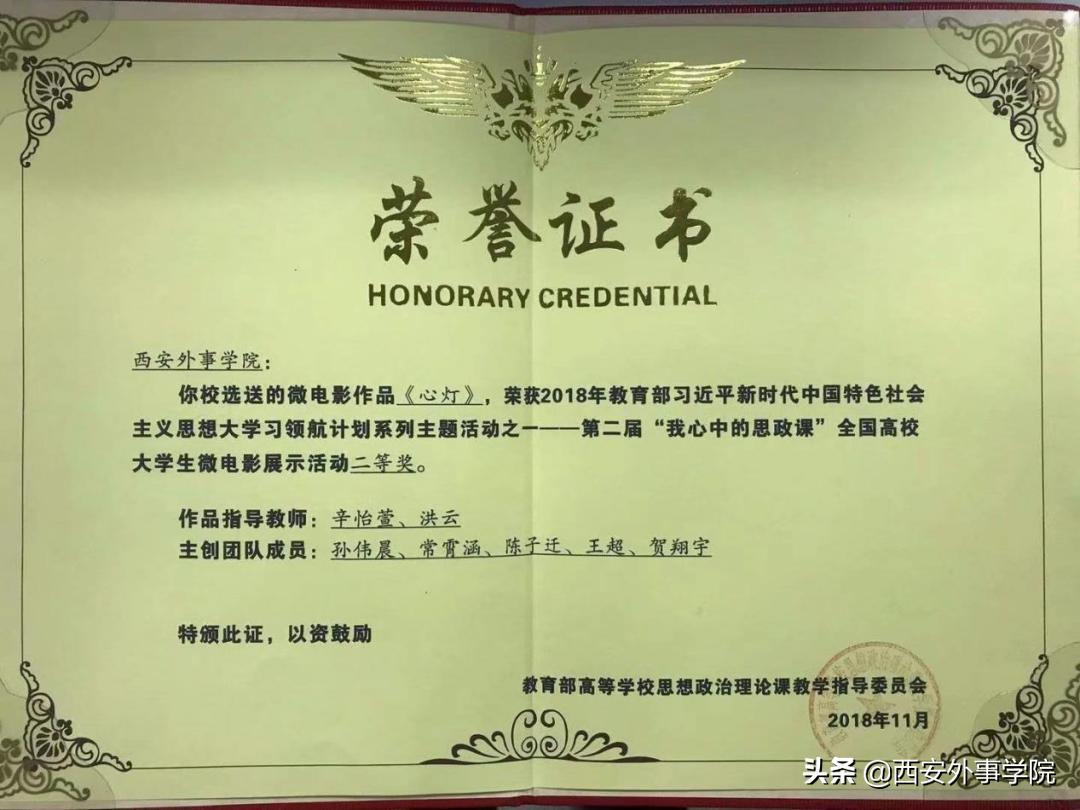 荣誉证书
HONORARY CREDENTIAL
西安外事学院：
你校选送的微电影作品《心灯》，荣获2018年教育部习近平新时代中国特色社会
主义思想大学习领航计划系列主题活动之一——第二届“我心中的思政课”全国高校
大学生微电影展示活动二等奖。
作品指导教师：辛怡萱、洪云
主创团队成员：孙伟晨、常霄涵、陈子迁、王超、贺翔宇
特颁此证，以资鼓励
教育部高等学校思想政治理论课教学指导委员会
2018年11月
头条 @西安外事学院